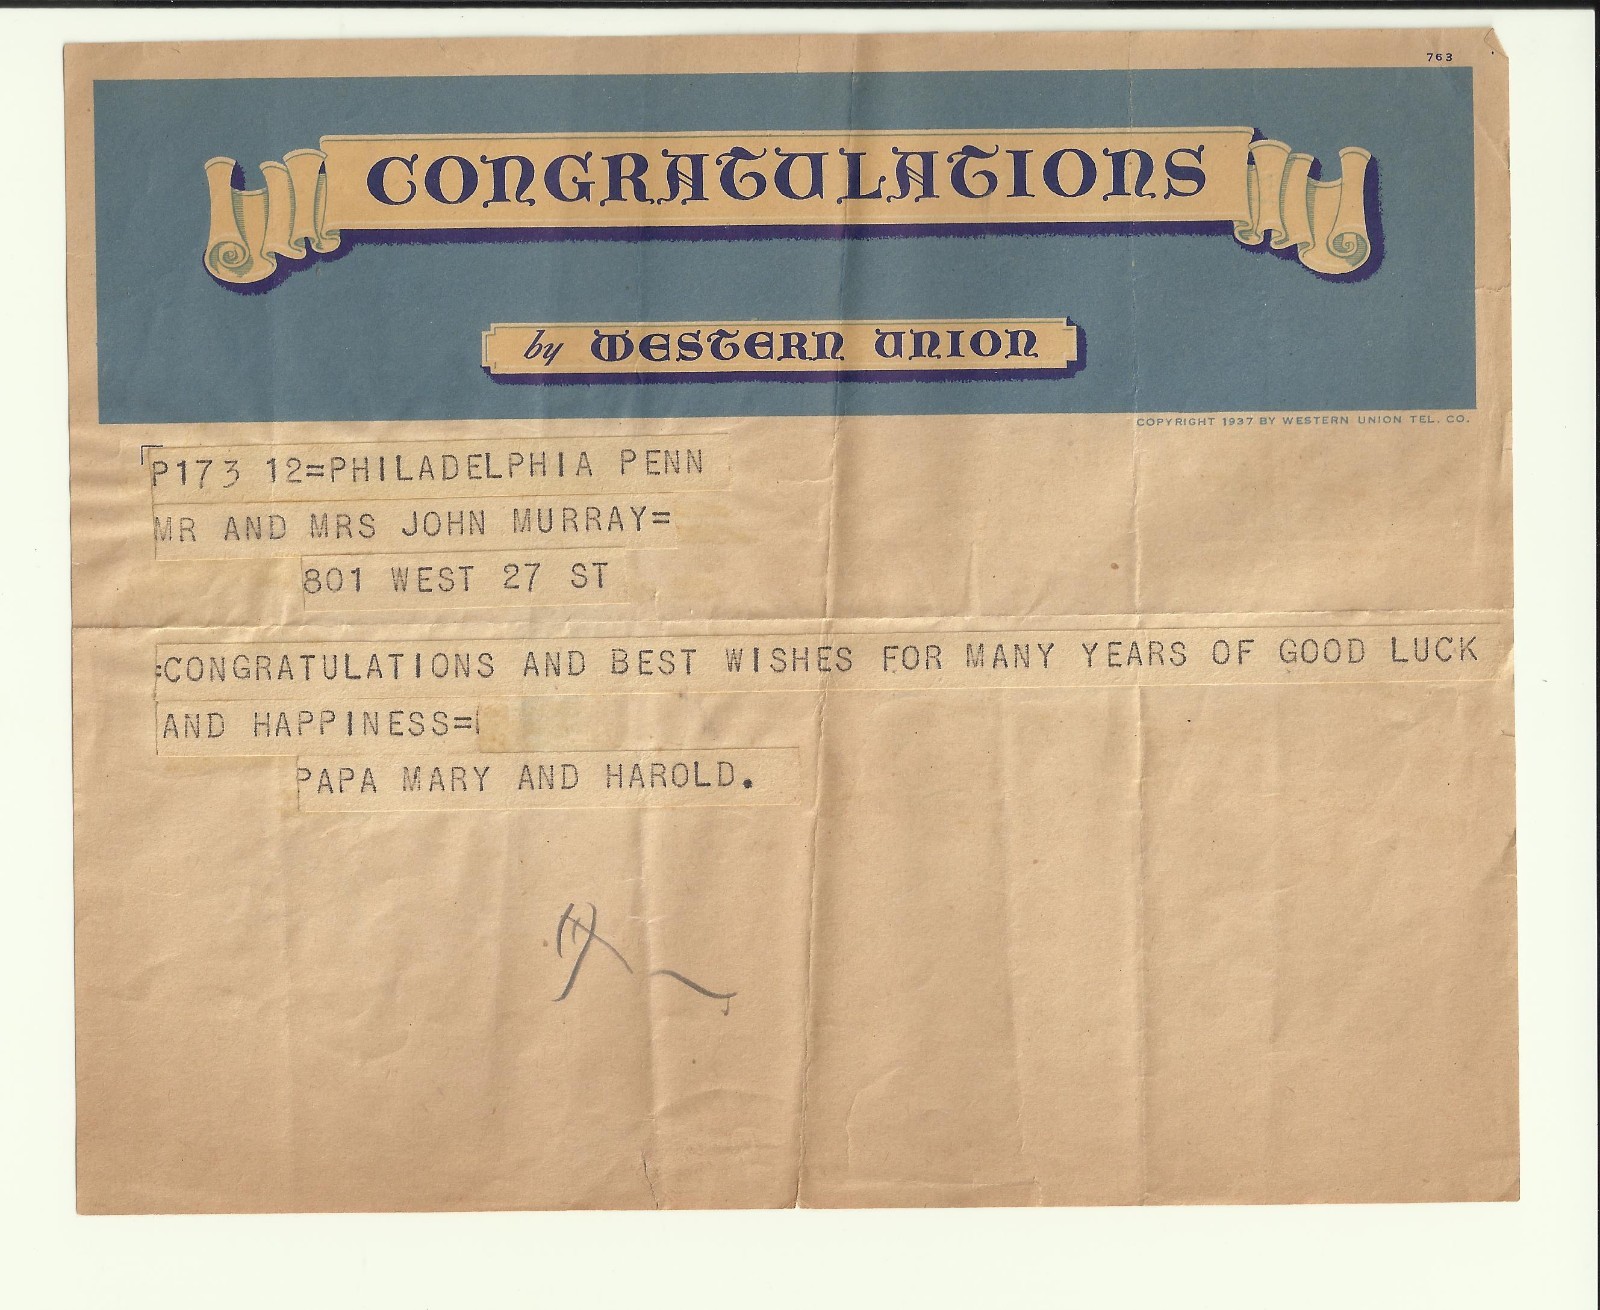 763
CONGRATULATIONS
by WESTERN UNION
COPYRIGHT 1937 BY WESTERN UNION TEL. CO.
P173 12=PHILADELPHIA PENN
MR AND MRS JOHN MURRAY=
801 WEST 27 ST
:CONGRATULATIONS AND BEST WISHES FOR MANY YEARS OF GOOD LUCK
AND HAPPINESS=
PAPA MARY AND HAROLD.